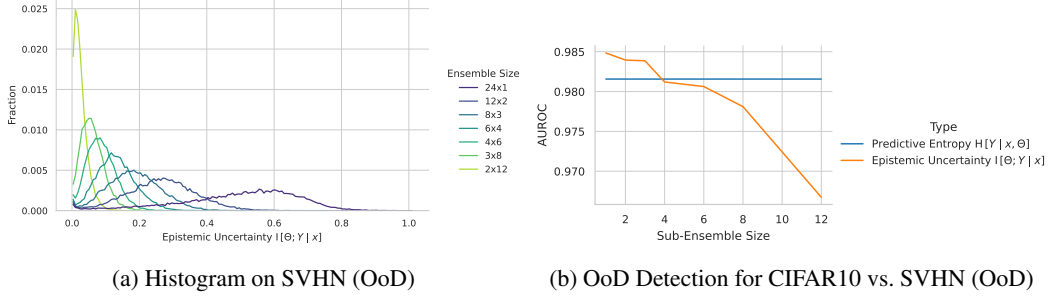 0.025
0.020
0.015
0.010
0.005
0.000
Fraction
0.0 0.2 0.4 0.6 0.8 1.0
Epistemic Uncertainty I [Θ; Y | x]
Ensemble Size
24x1
12x2
8x3
6x4
4x6
3x8
2x12
(a) Histogram on SVHN (OoD)
0.985
0.980
0.975
0.970
AUROC
2 4 6 8 10 12
Sub-Ensemble Size
Type
Predictive Entropy H [Y | x, Θ]
Epistemic Uncertainty I [Θ; Y | x]
(b) OoD Detection for CIFAR10 vs. SVHN (OoD)